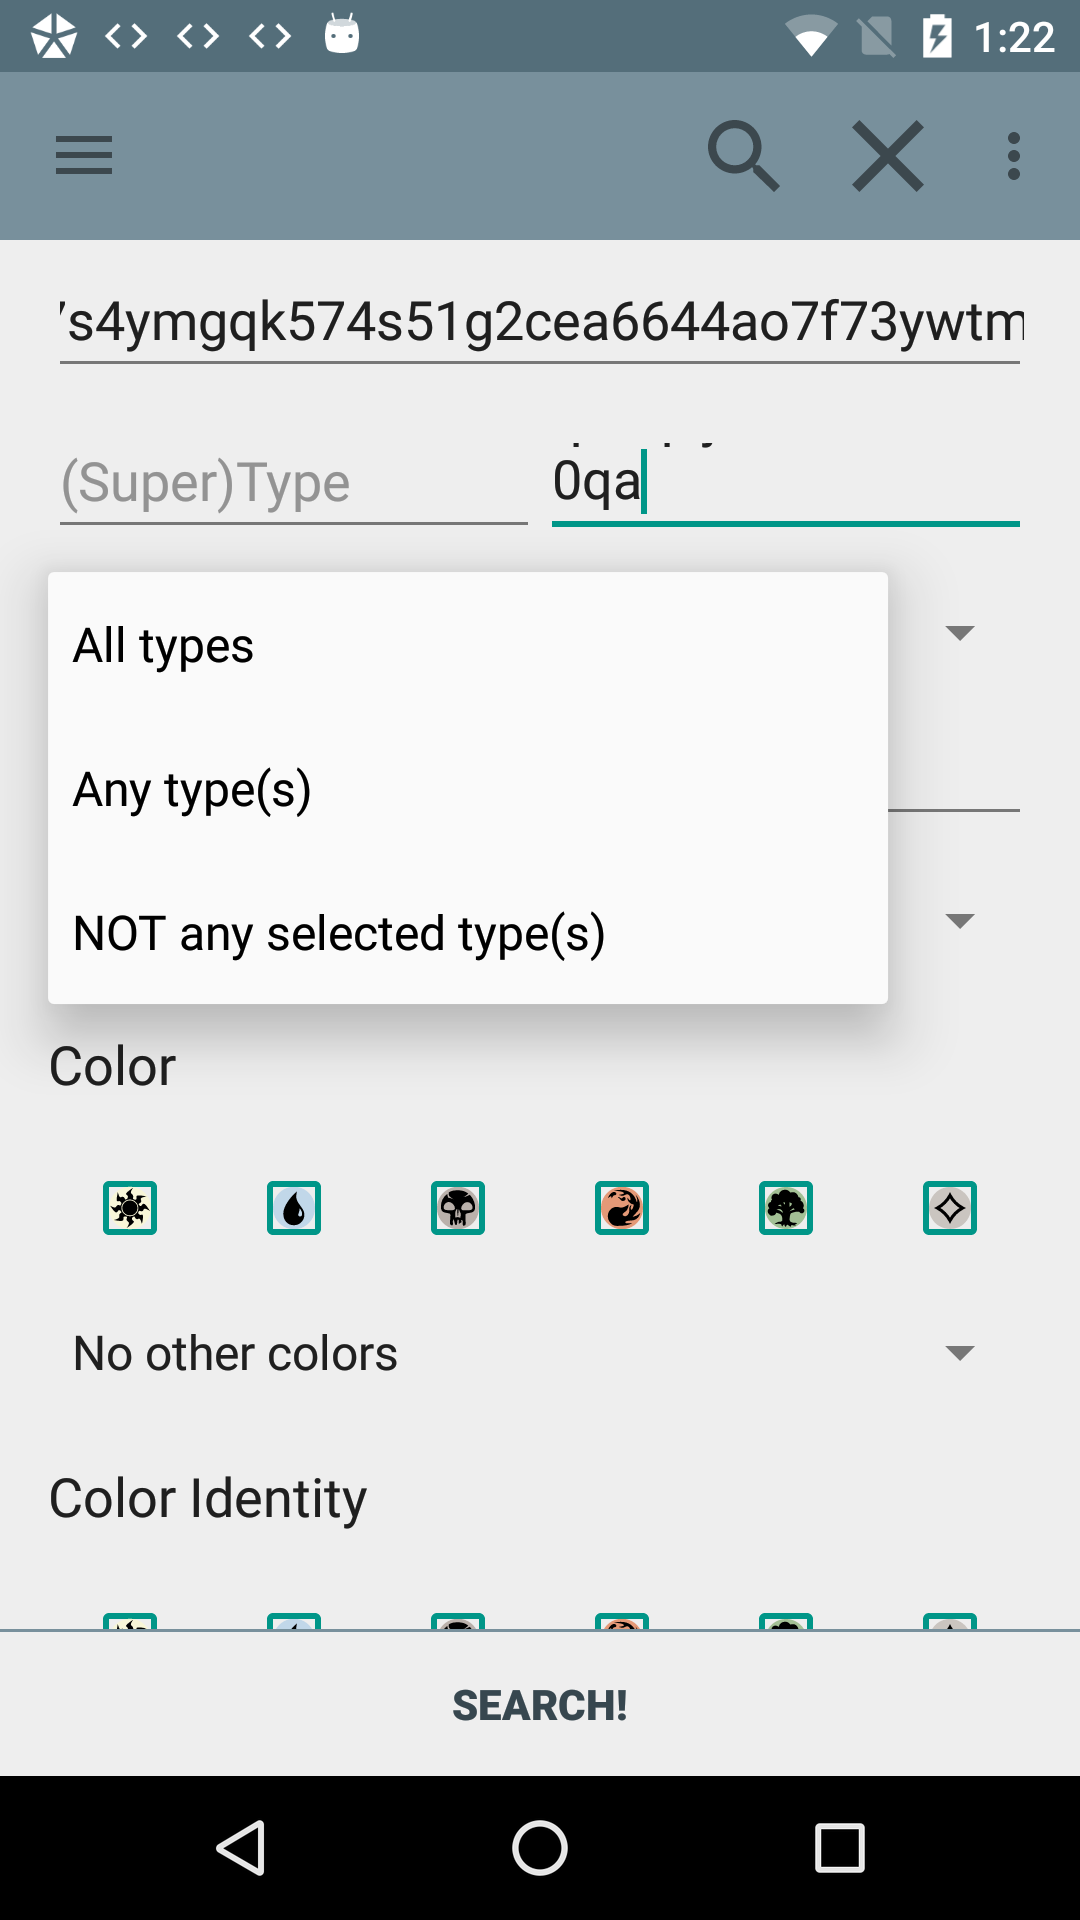 1:22
s4ymgqk574s51g2cea6644ao7f73ywtm
(Super)Type
0qa
All types
Any type(s)
NOT any selected type(s)
Color
No other colors
Color Identity
SEARCH!